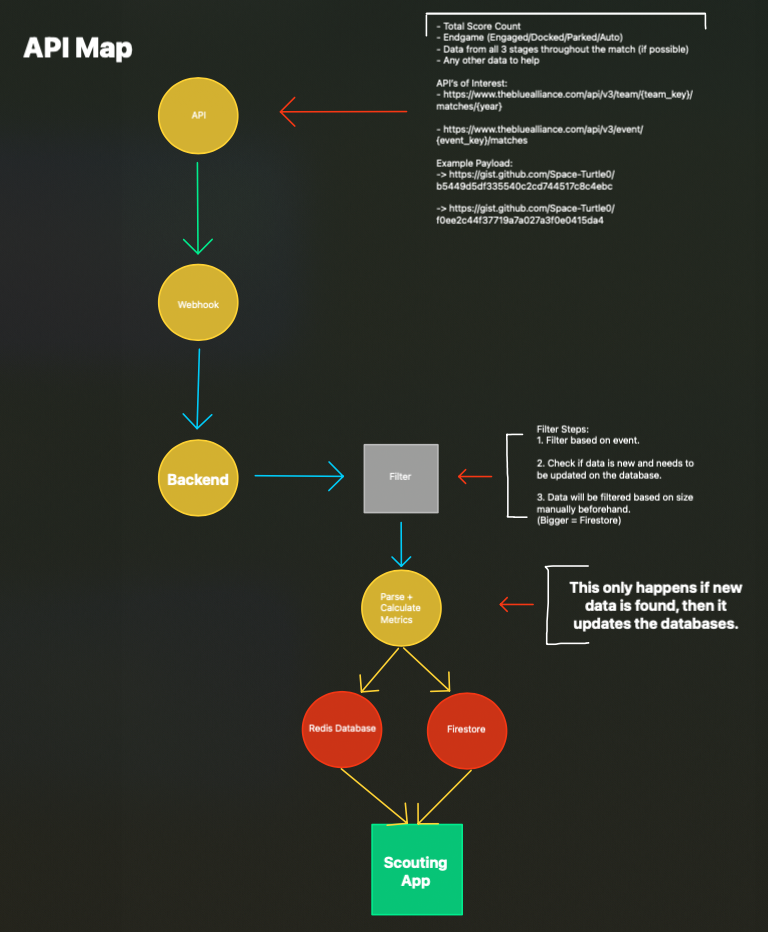 API Map
- Total Score Count
- Endgame (Engaged/Docked/Parked/Auto)
- Data from all 3 stages throughout the match (if possible)
- Any other data to help
API's of Interest:
- https://www.thebluealliance.com/api/v3/team/{team_key}/
matches/{year}
- https://www.thebluealliance.com/api/v3/event/
{event_key}/matches
Example Payload:
-> https://gist.github.com/Space-Turtle0/
b5449d5df335540c2cd744517c8c4ebc
-> https://gist.github.com/Space-Turtle0/
f0ee2c44f37719a7a027a3f0e0415da4
API
Webhook
Backend
Filter
Filter Steps:
1. Filter based on event.
2. Check if data is new and needs to
be updated on the database.
3. Data will be filtered based on size
manually beforehand.
(Bigger = Firestore)
Parse +
Calculate
Metrics
This only happens if new
data is found, then it
updates the databases.
Redis Database
Firestore
Scouting
App